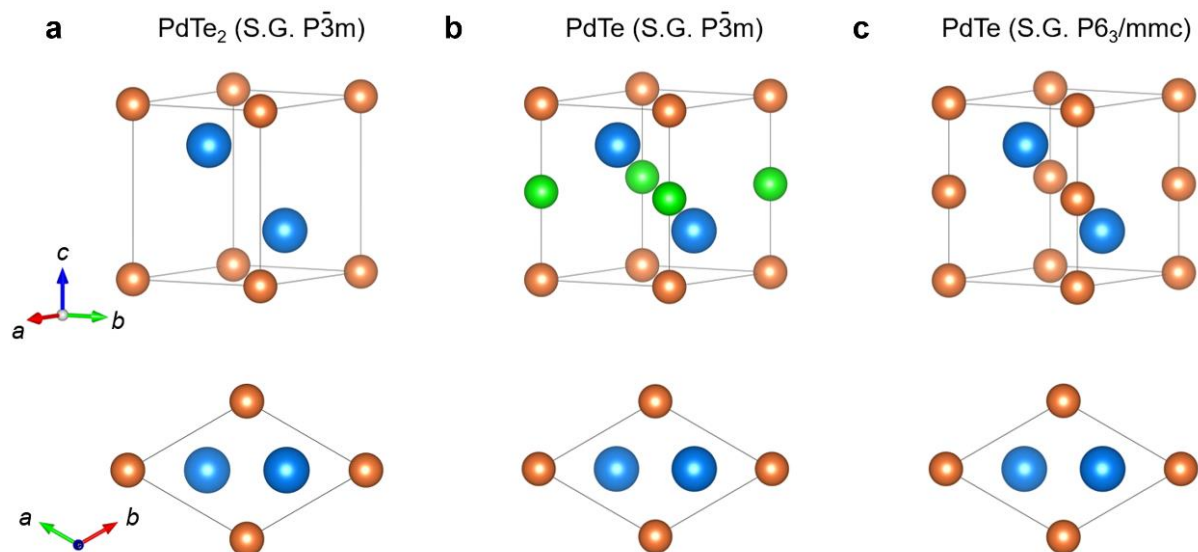 a PdTe₂ (S.G. P3̄m)
b PdTe (S.G. P3̄m)
c PdTe (S.G. P6₃/mmc)
c
a b
a b